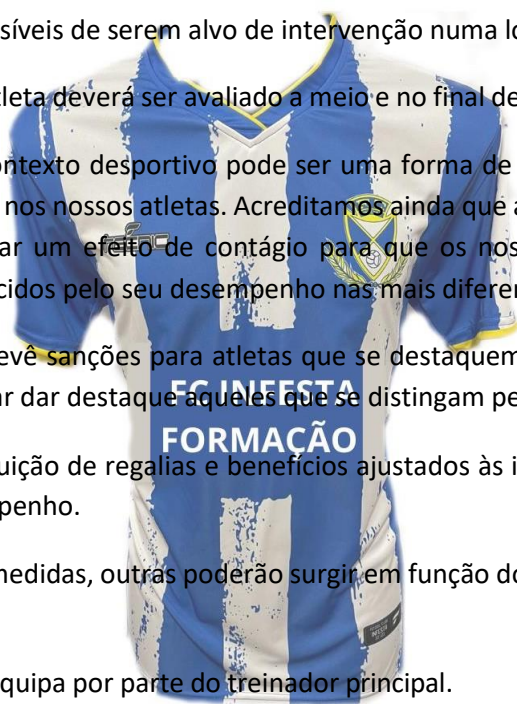 síveis de serem alvo de intervenção numa lo
tleta deverá ser avaliado a meio e no final de
ntexto desportivo pode ser uma forma de
nos nossos atletas. Acreditamos ainda que a
ar um efeito de contágio para que os nos
cidos pelo seu desempenho nas mais diferen
evê sanções para atletas que se destaquem
ar dar destaque aqueles que se distingam pe
FC INFESTA
FORMAÇÃO
uição de regalias e benefícios ajustados às i
penho.
medidas, outras poderão surgir em função do
quipa por parte do treinador principal.